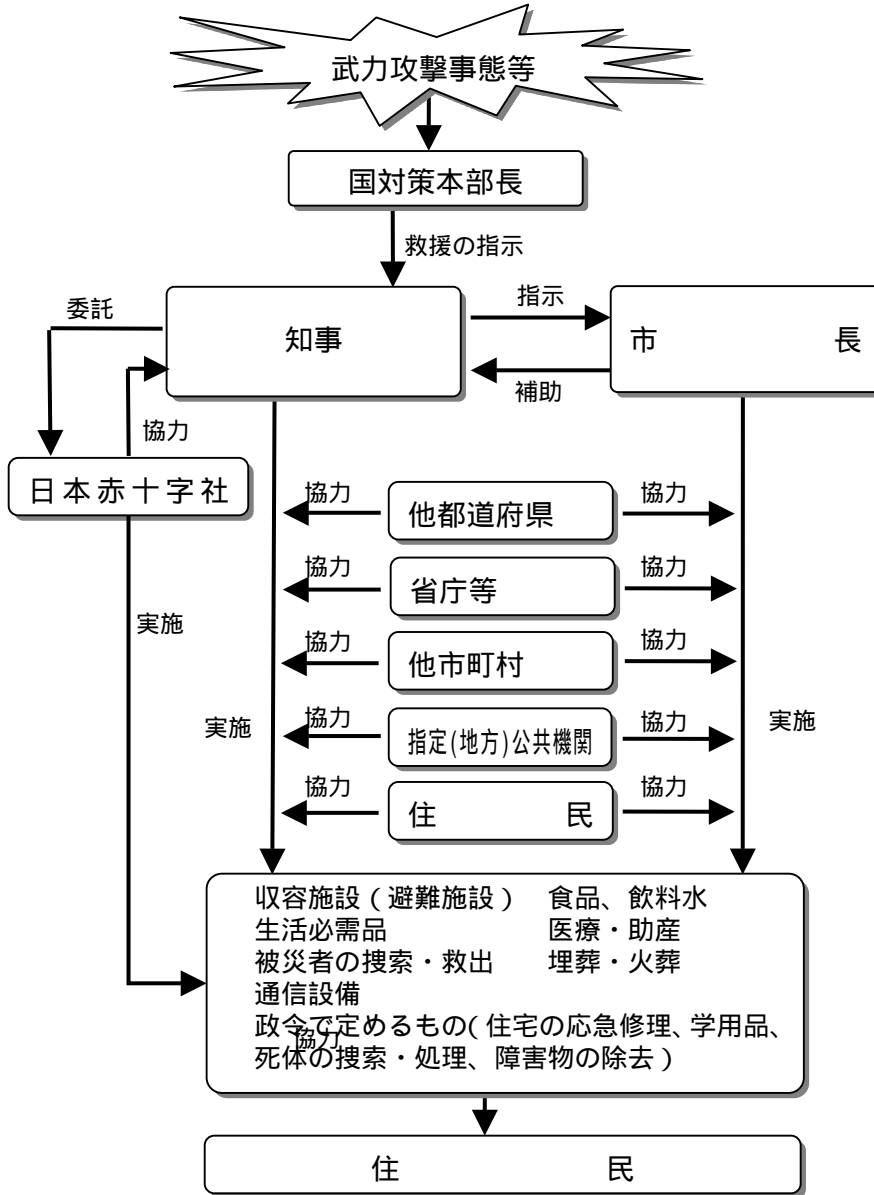 武力攻撃事態等
国対策本部長
救援の指示
委託
知事
指示
市 長
補助
協力
日本赤十字社
協力 他都道府県 協力
協力 省庁等 協力
実施
協力 他市町村 協力
協力 指定(地方)公共機関 協力
実施
実施
協力 住 民 協力
収容施設(避難施設) 食品、飲料水
生活必需品 医療・助産
被災者の捜索・救出 埋葬・火葬
通信設備
政令で定めるもの(住宅の応急修理、学用品、
協力
死体の捜索・処理、障害物の除去)
住 民